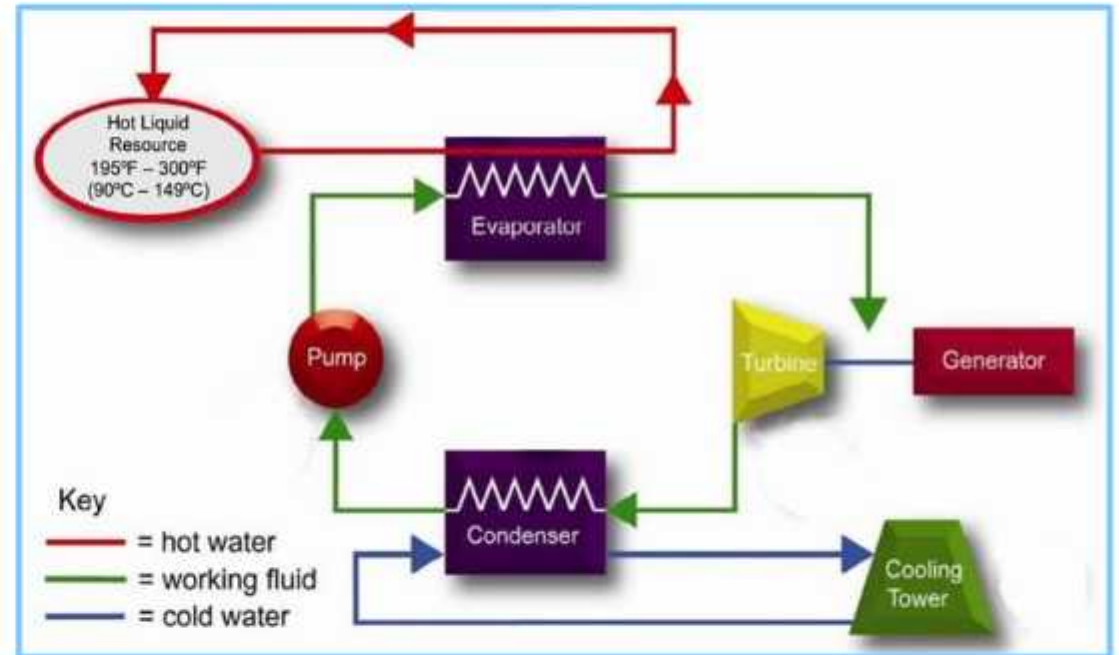 Hot Liquid
Resource
195ºF – 300ºF
(90ºC – 149ºC)
Evaporator
Pump
Turbine
Generator
Condenser
Cooling
Tower
Key
= hot water
= working fluid
= cold water